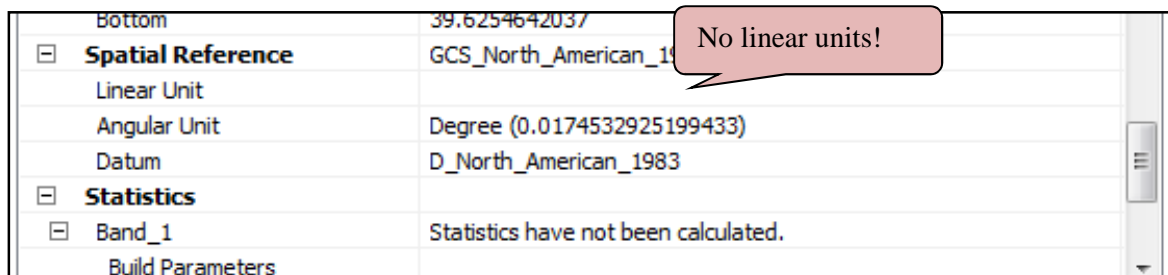 Bottom 39.6254642037
No linear units!
Spatial Reference GCS_North_American_19
Linear Unit
Angular Unit Degree (0.0174532925199433)
Datum D_North_American_1983
Statistics
Band_1 Statistics have not been calculated.
Build Parameters